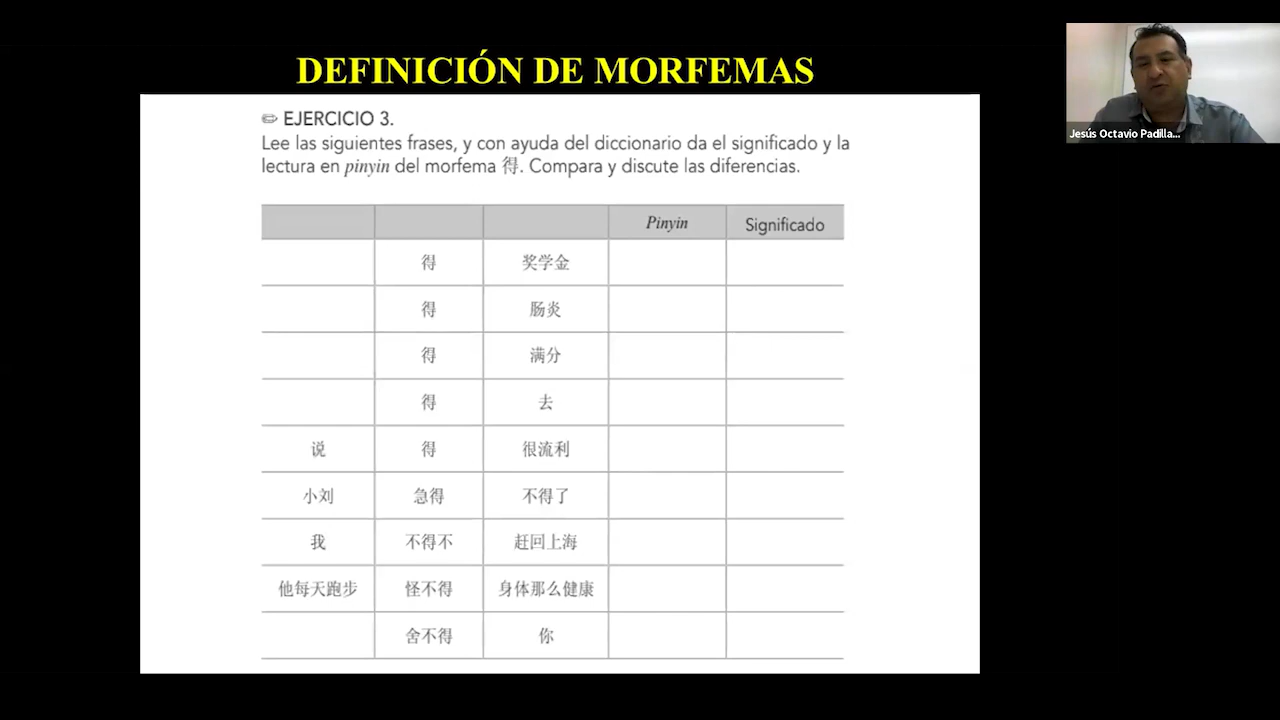 DEFINICIÓN DE MORFEMAS
Jesús Octavio Padilla...
EJERCICIO 3.
Lee las siguientes frases, y con ayuda del diccionario da el significado y la
lectura en pinyin del morfema 得. Compara y discute las diferencias.
Pinyin Significado
得 奖学金
得 肠炎
得 满分
得 去
说 得 很流利
小刘 急得 不得了
我 不得不 赶回上海
他每天跑步 怪不得 身体那么健康
舍不得 你